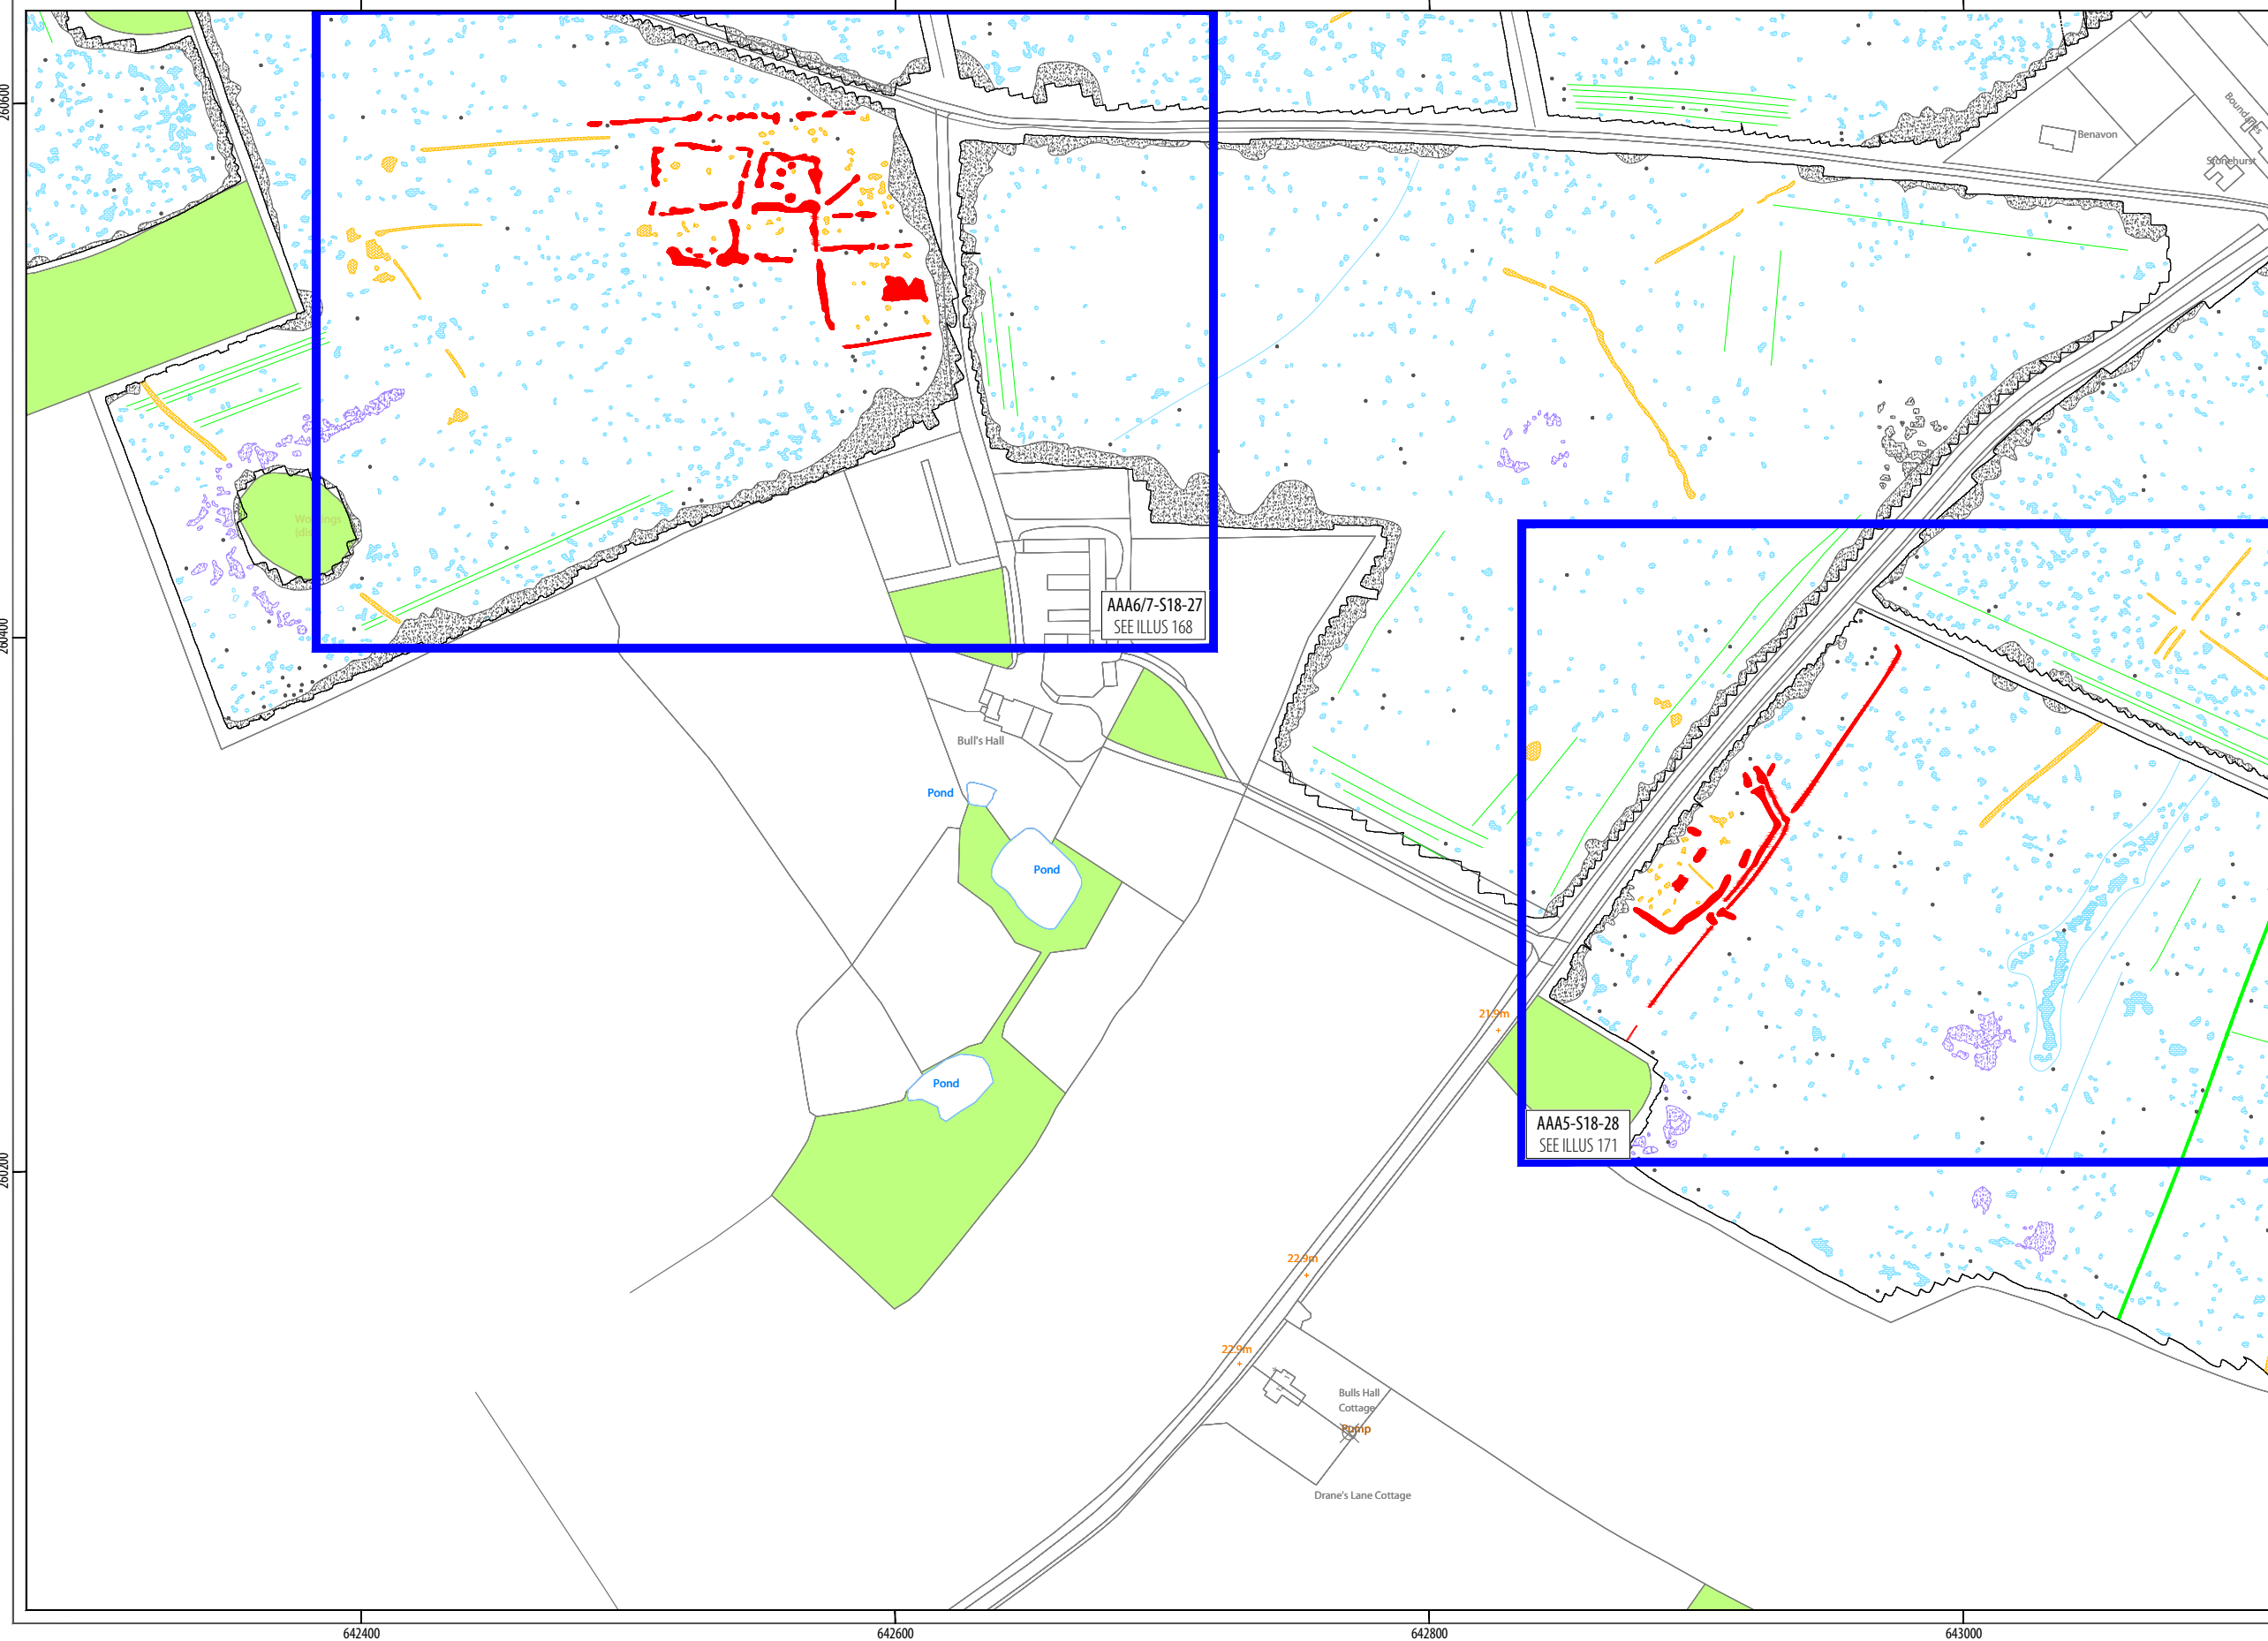 260600
Boundaries
Benavon
Stonehurst
AAA6/7-S18-27
SEE ILLUS 168
260400
Bull's Hall
Pond
Pond
21.9m
Pond
AAA5-S18-28
SEE ILLUS 171
260200
22.9m
22.9m
Bulls Hall
Cottage
Pump
Drane's Lane Cottage
642400
642600
642800
643000